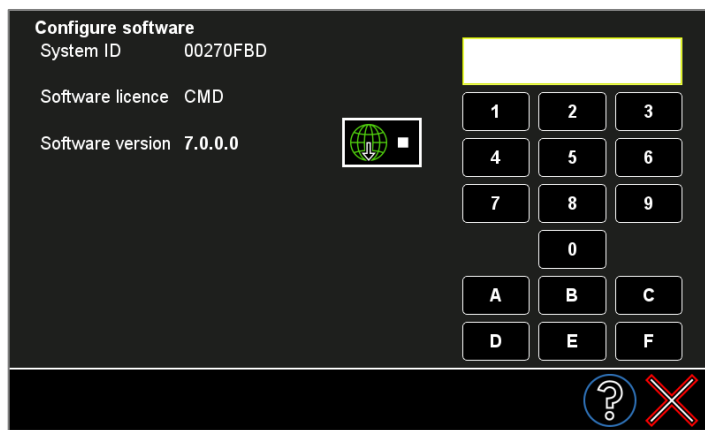 Configure software
System ID 00270FBD
Software licence CMD
Software version 7.0.0.0
1 2 3
4 5 6
7 8 9
0
A B C
D E F
?